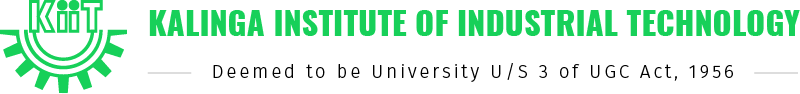 KiiT
KALINGA INSTITUTE OF INDUSTRIAL TECHNOLOGY
Deemed to be University U/S 3 of UGC Act, 1956